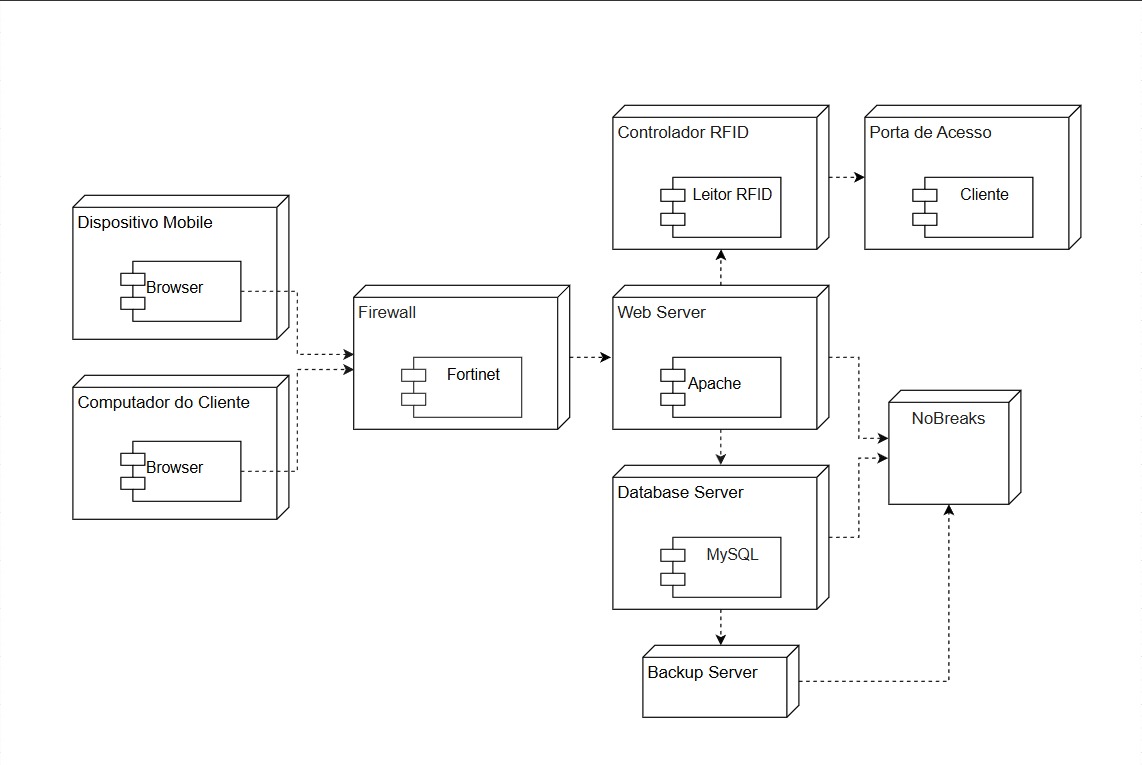 Dispositivo Mobile
Browser
Computador do Cliente
Browser
Firewall
Fortinet
Controlador RFID
Leitor RFID
Porta de Acesso
Cliente
Web Server
Apache
Database Server
MySQL
Backup Server
NoBreaks